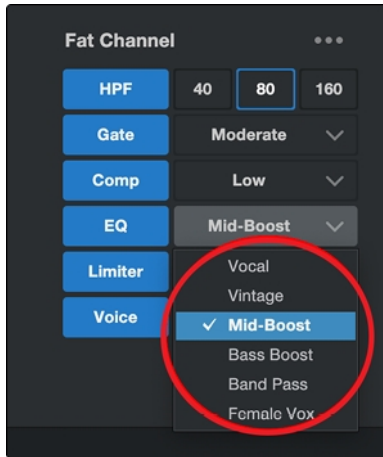 Fat Channel
HPF 40 80 160
Gate Moderate
Comp Low
EQ Mid-Boost
Limiter Vocal
Vintage
Voice Mid-Boost
Bass Boost
Band Pass
Female Vox